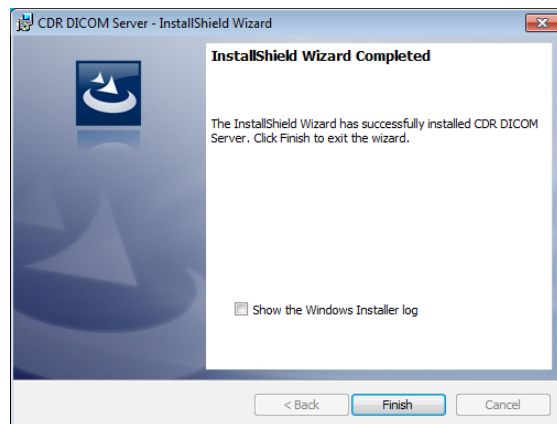 CDR DICOM Server - InstallShield Wizard
InstallShield Wizard Completed
The InstallShield Wizard has successfully installed CDR DICOM
Server. Click Finish to exit the wizard.
Show the Windows Installer log
< Back
Finish
Cancel